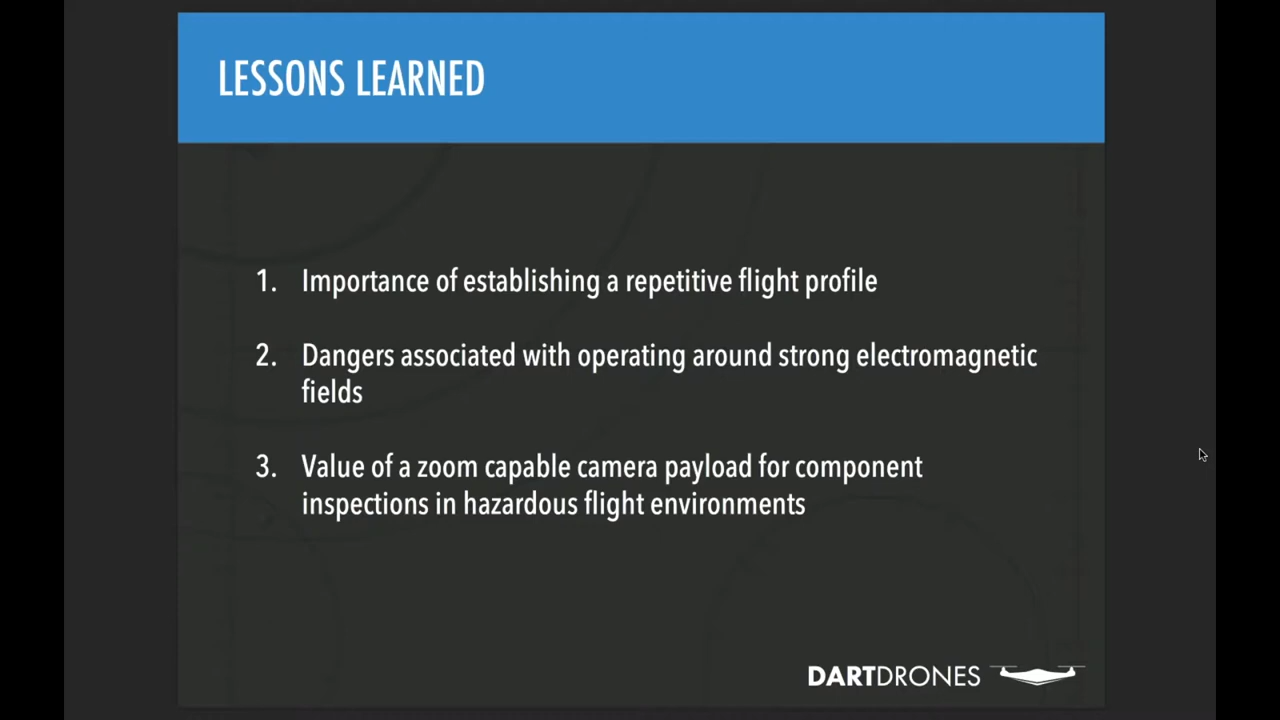 LESSONS LEARNED
1. Importance of establishing a repetitive flight profile
2. Dangers associated with operating around strong electromagnetic
fields
3. Value of a zoom capable camera payload for component
inspections in hazardous flight environments
DARTDRONES